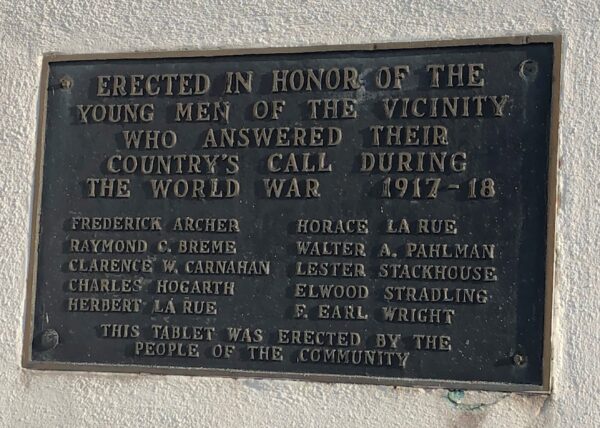 ERECTED IN HONOR OF THE
YOUNG MEN OF THE VICINITY
WHO ANSWERED THEIR
COUNTRY'S CALL DURING
THE WORLD WAR 1917-18
FREDERICK ARCHER
RAYMOND C. BREME
CLARENCE W. CARNAHAN
CHARLES HOGARTH
HERBERT LA RUE
HORACE LA RUE
WALTER A. PAHLMAN
LESTER STACKHOUSE
ELWOOD STRADLING
F. EARL WRIGHT
THIS TABLET WAS ERECTED BY THE
PEOPLE OF THE COMMUNITY